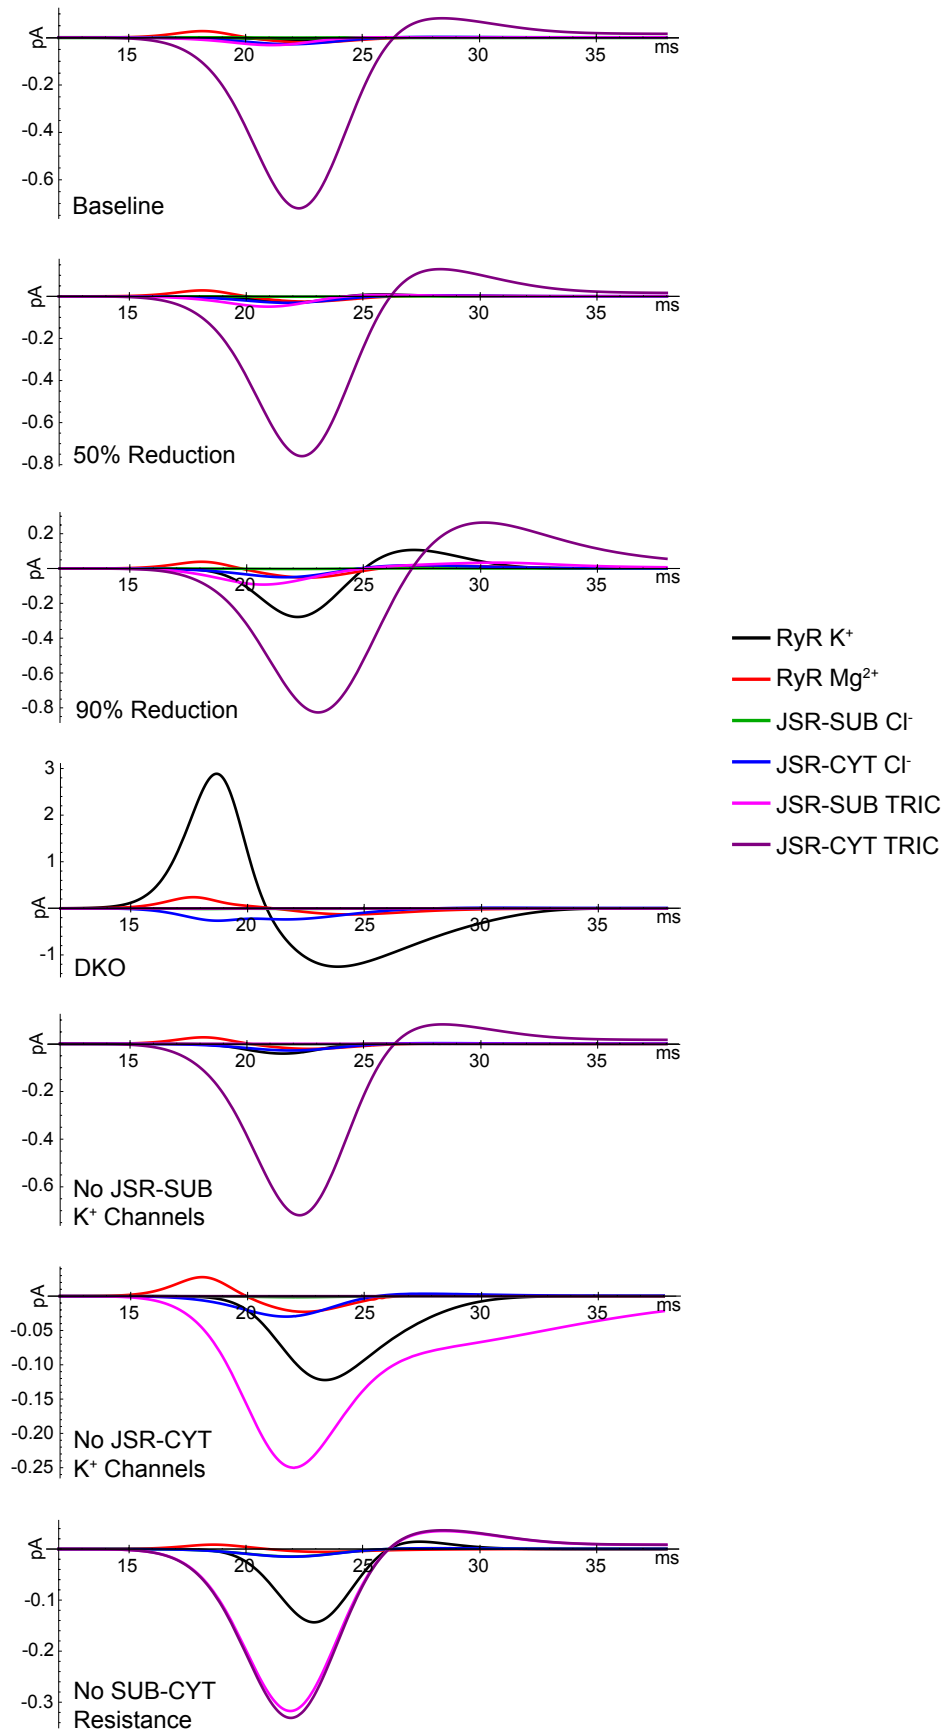 pA
15 20 25 30 35 ms
-0.2
-0.4
-0.6
Baseline
pA
15 20 25 30 35 ms
-0.2
-0.4
-0.6
-0.8
50% Reduction
0.2
pA
15 20 25 30 35 ms
-0.2
-0.4
-0.6
-0.8
90% Reduction
RyR K⁺
RyR Mg²⁺
JSR-SUB Cl⁻
JSR-CYT Cl⁻
JSR-SUB TRIC
JSR-CYT TRIC
3
2
1
pA
15 20 25 30 35 ms
-1
DKO
pA
15 20 25 30 35 ms
-0.2
-0.4
-0.6
No JSR-SUB
K⁺ Channels
pA
15 20 25 30 35 ms
-0.05
-0.10
-0.15
-0.20
-0.25
No JSR-CYT
K⁺ Channels
pA
15 20 25 30 35 ms
-0.1
-0.2
-0.3
No SUB-CYT
Resistance